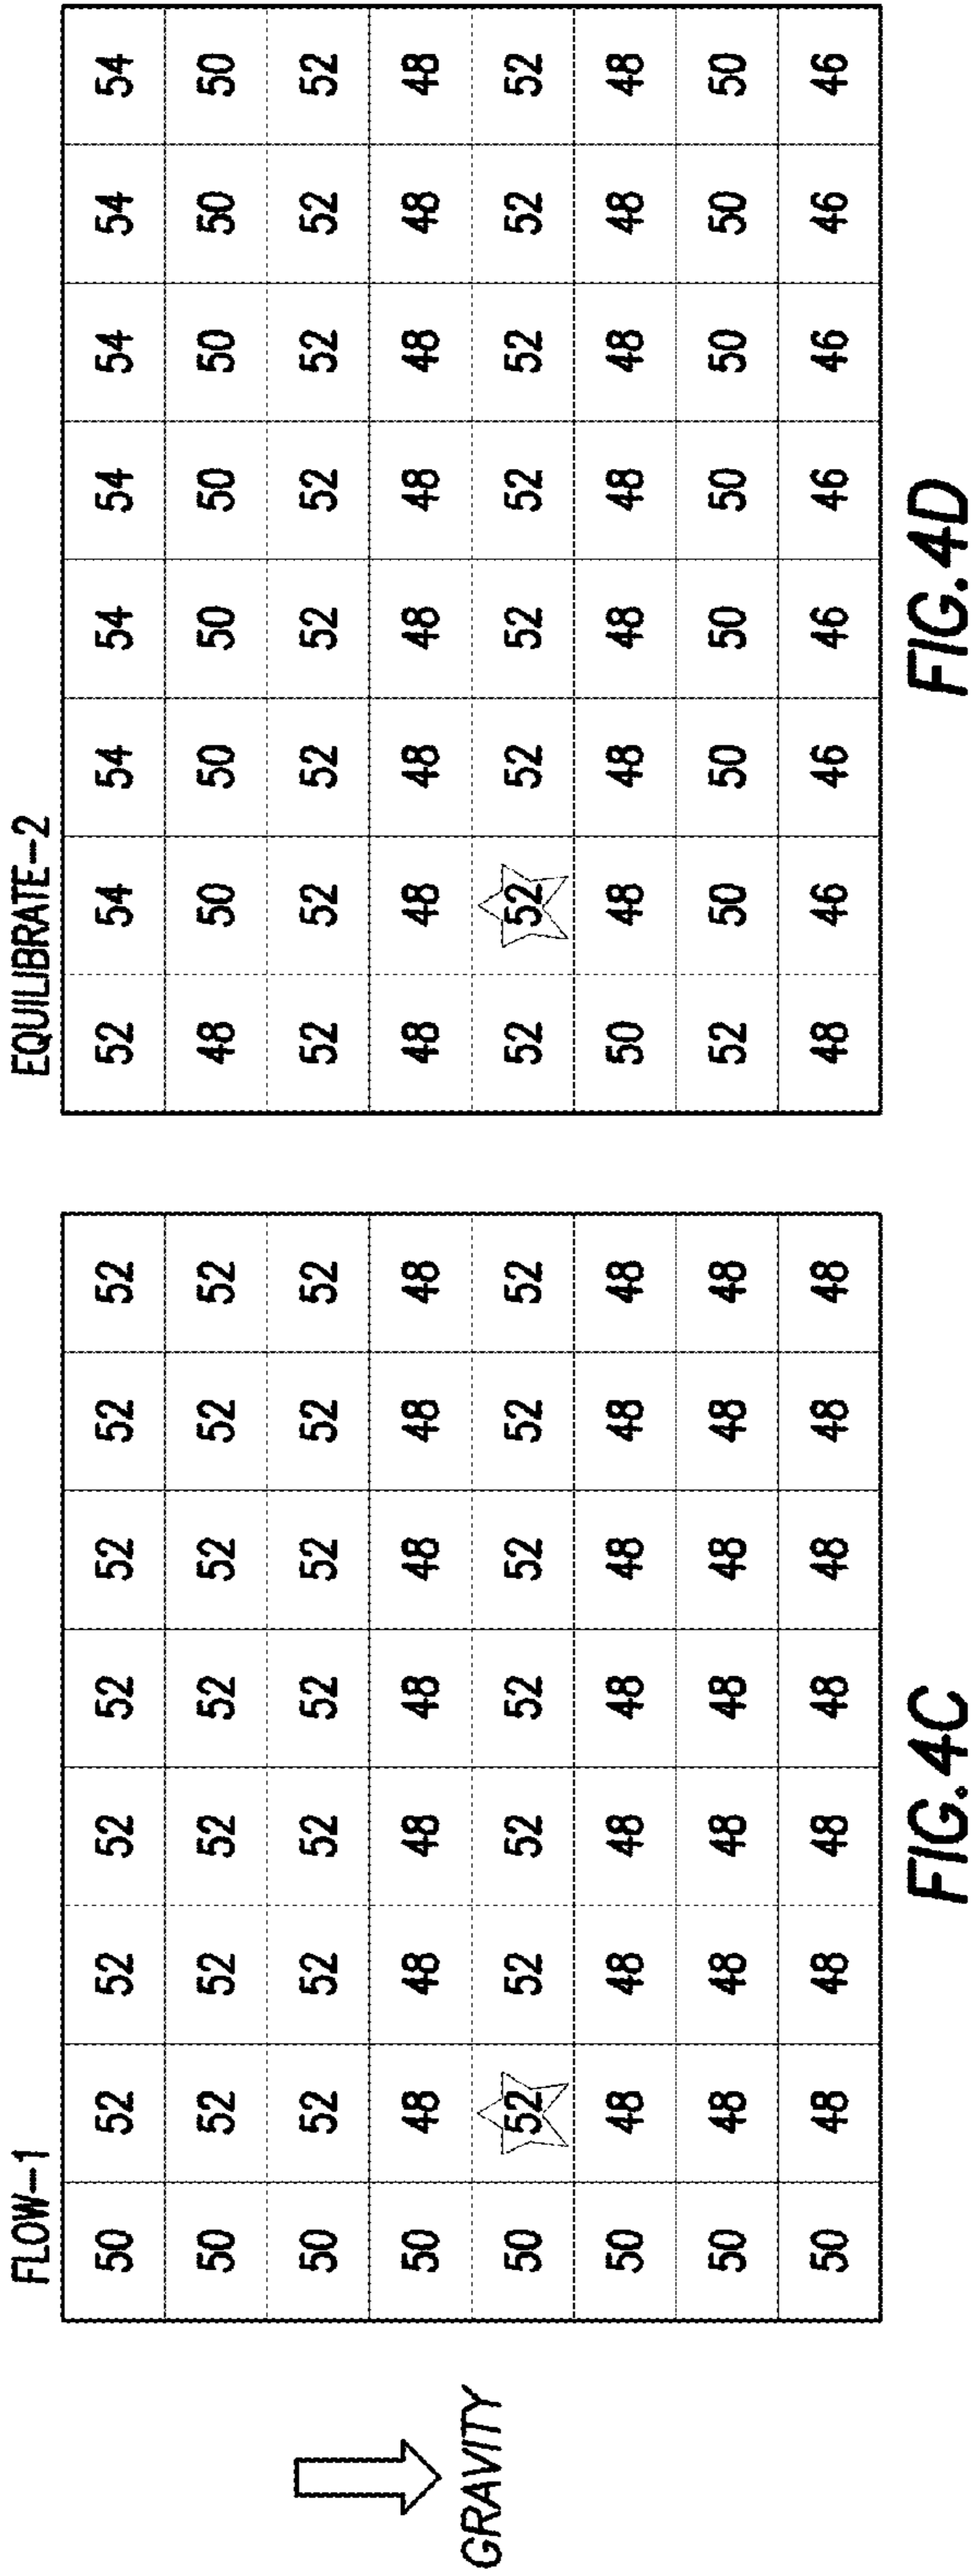 GRAVITY
FLOW-1
50 52 52 52 52 52 52 52
50 52 52 52 52 52 52 52
50 52 52 52 52 52 52 52
50 48 48 48 48 48 48 48
50 52 52 52 52 52 52 52
50 48 48 48 48 48 48 48
50 48 48 48 48 48 48 48
50 48 48 48 48 48 48 48
FIG. 4C
EQUILIBRATE-2
52 54 54 54 54 54 54 54
48 50 50 50 50 50 50 50
52 52 52 52 52 52 52 52
48 48 48 48 48 48 48 48
52 52 52 52 52 52 52 52
50 48 48 48 48 48 48 48
52 50 50 50 50 50 50 50
48 46 46 46 46 46 46 46
FIG. 4D